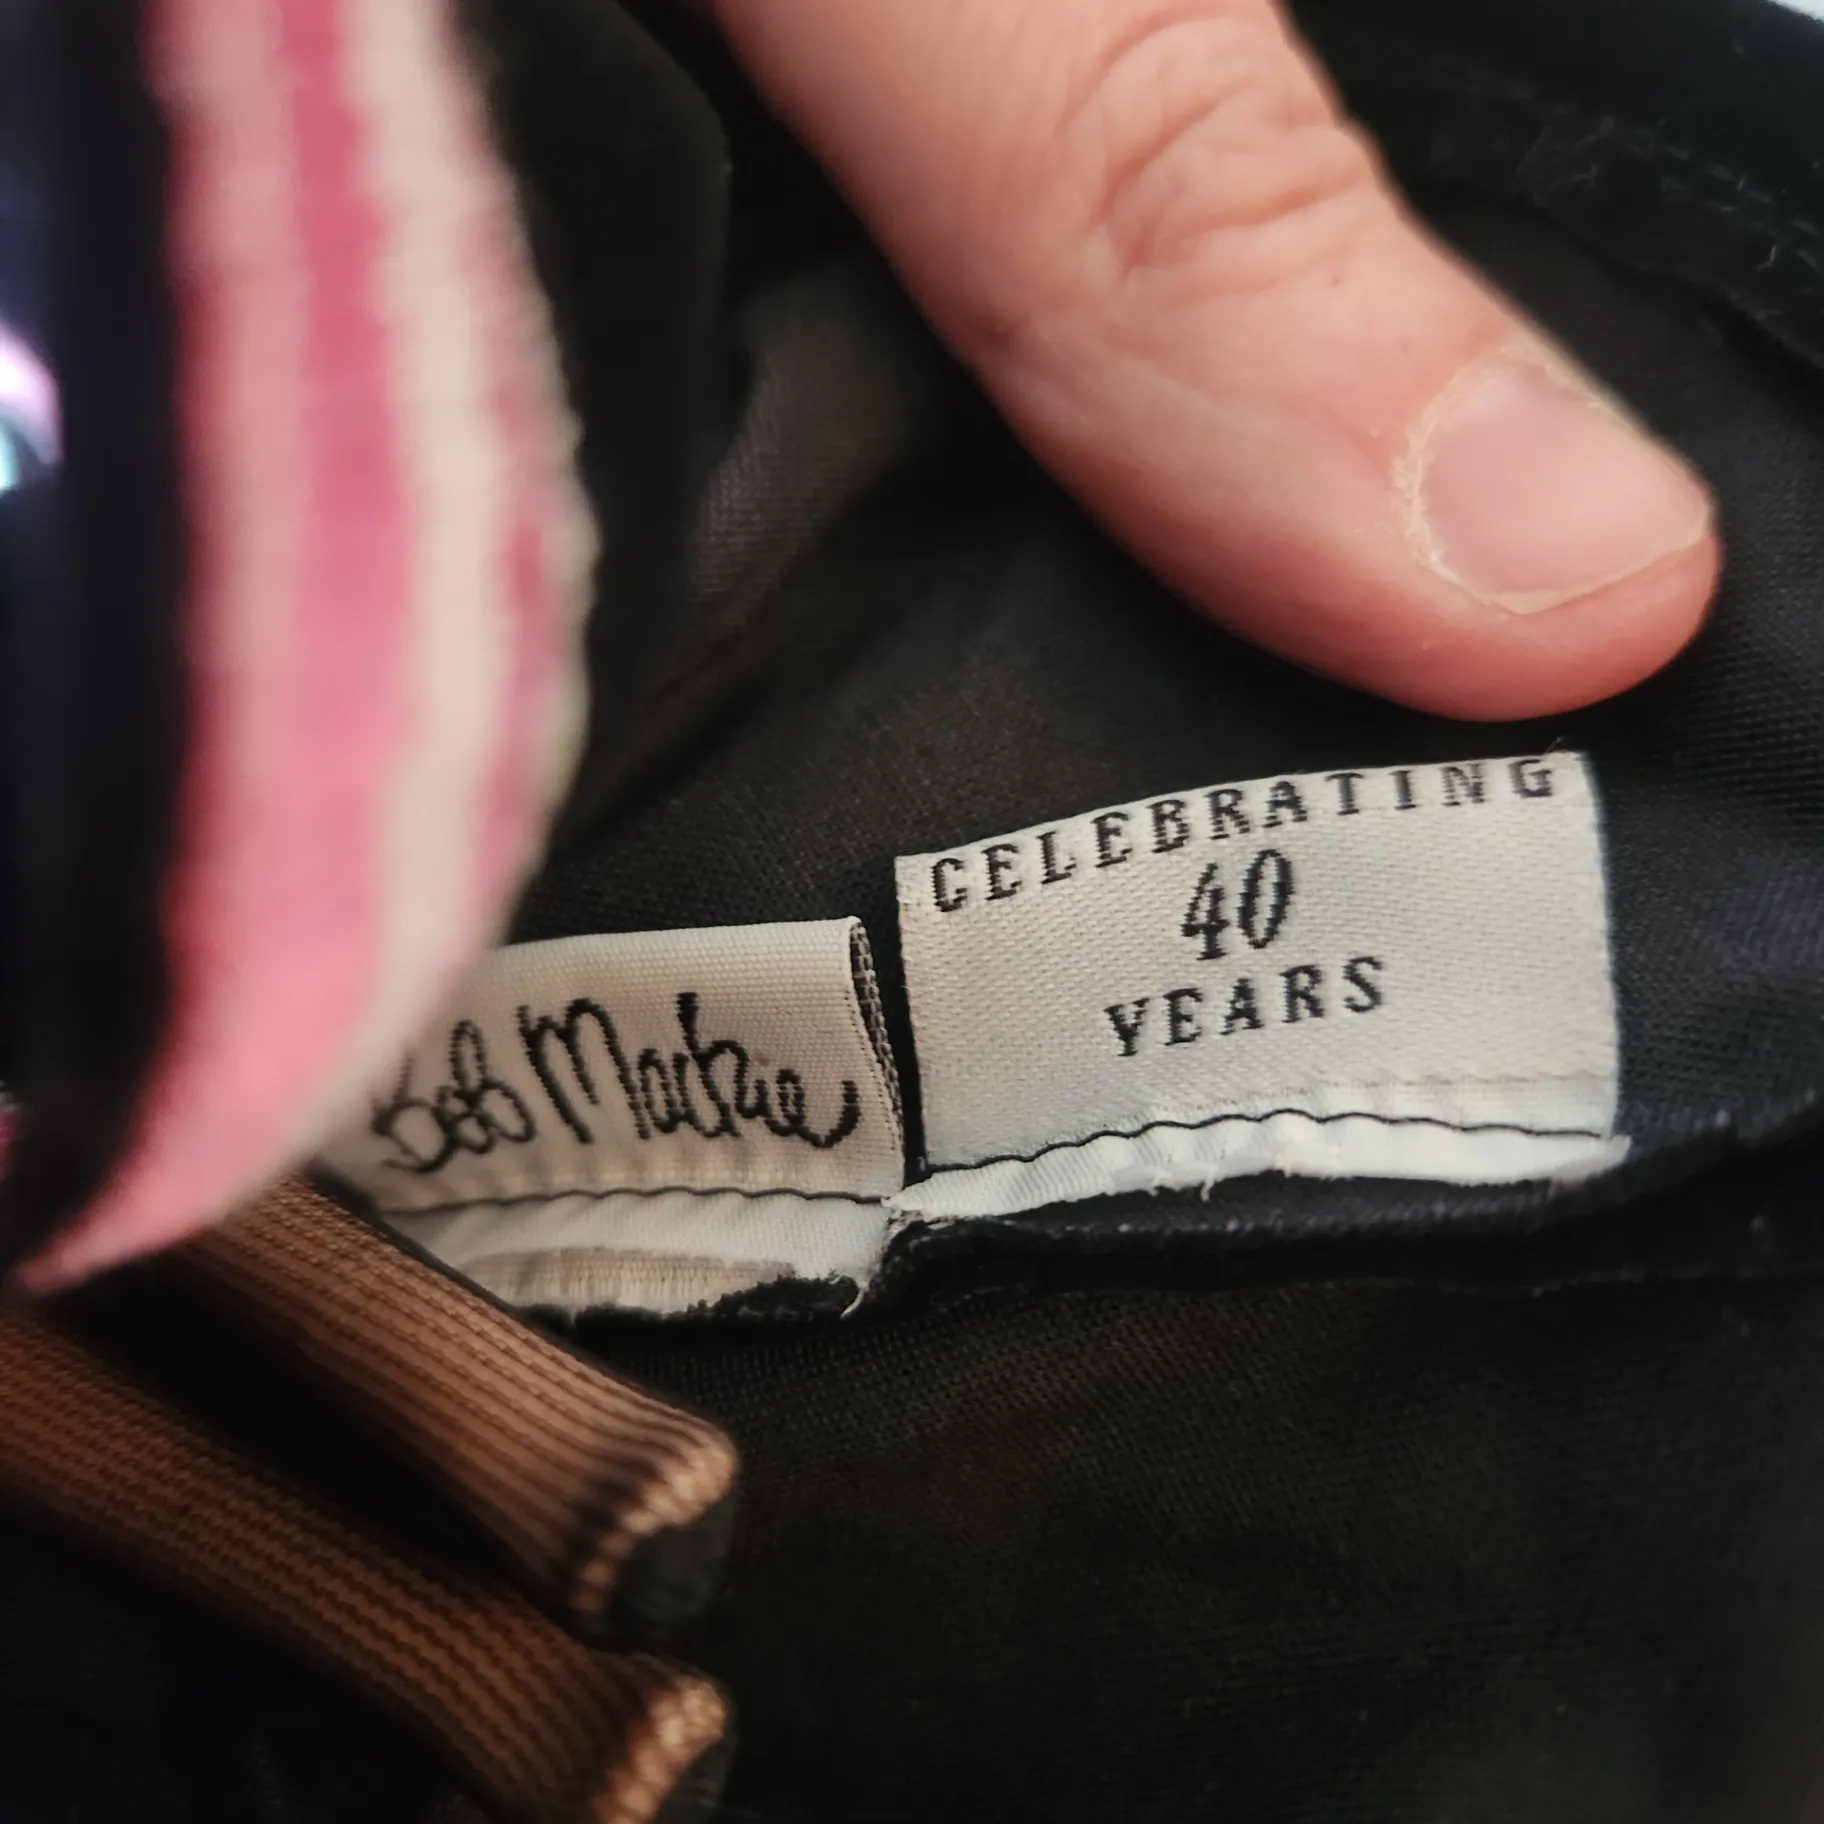 Bob Mackie
CELEBRATING
40
YEARS